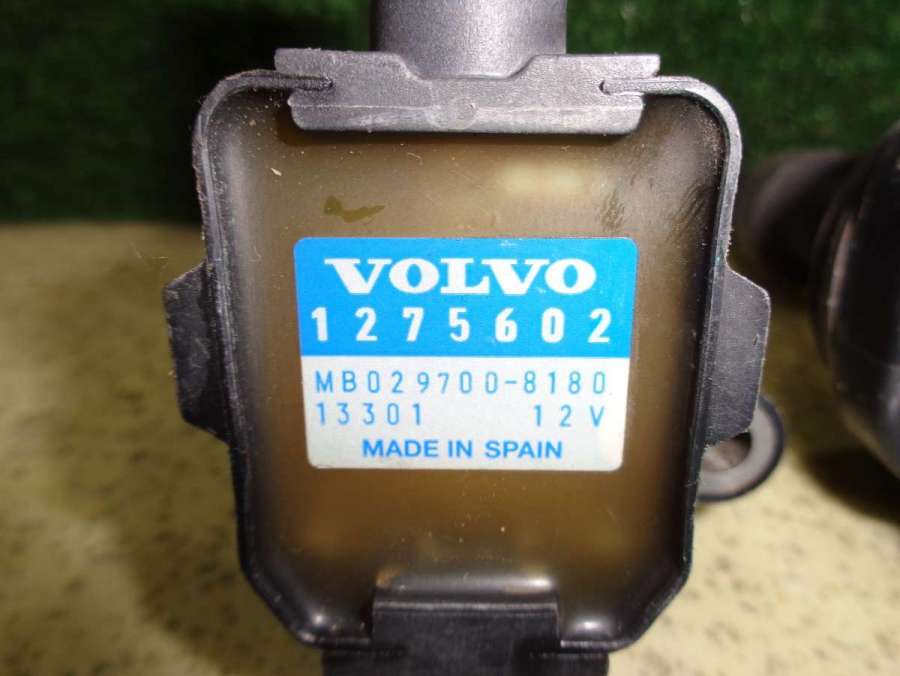 VOLVO
1275602
MB029700-8180
13301 12V
MADE IN SPAIN